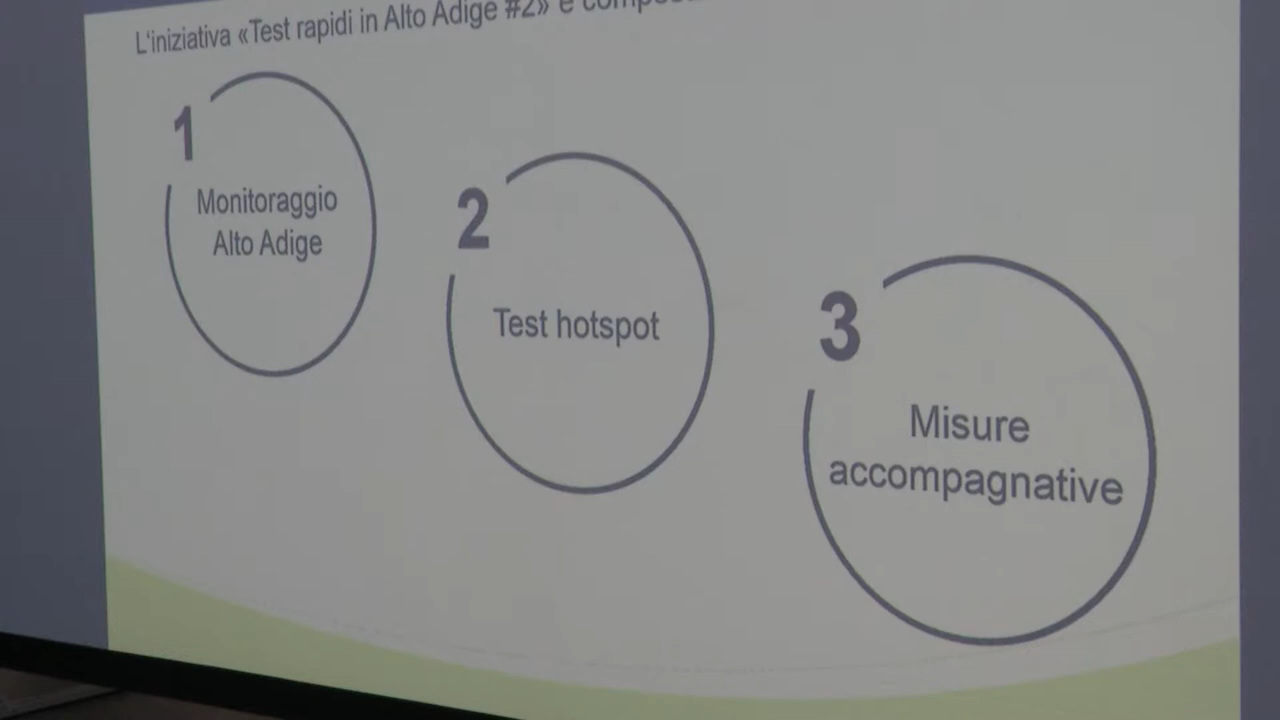 L'iniziativa «Test rapidi in Alto Adige #2» è
1
Monitoraggio
Alto Adige
2
Test hotspot
3
Misure
accompagnative